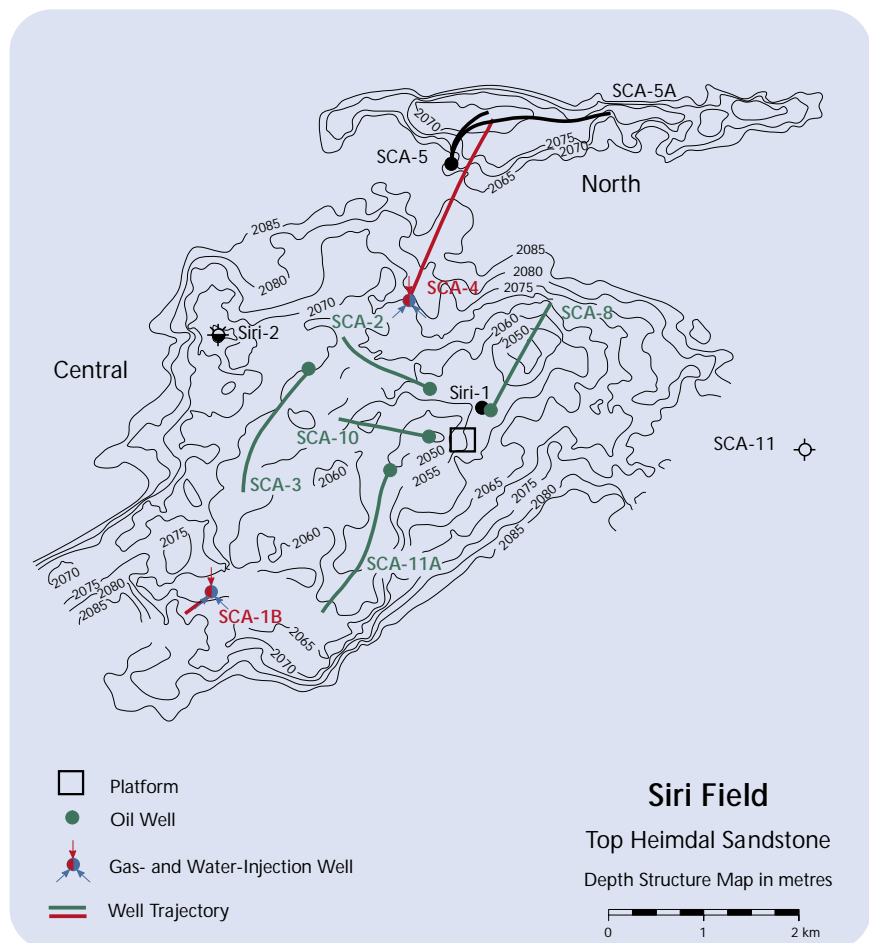 SCA-5A
2070
SCA-5
2075
2070
2065
North
2085
2085
2080
2080
2075
SCA-4
2070
SCA-8
SCA-2
2060
2050
Siri-2
Central
Siri-1
SCA-10
SCA-11
2050
2055
2060
SCA-3
2065
2075
2080
2075
2060
2085
SCA-11A
2070
2075
2080
2085
SCA-1B
2065
2070
Platform
Oil Well
Gas- and Water-Injection Well
Well Trajectory
Siri Field
Top Heimdal Sandstone
Depth Structure Map in metres
0 1 2 km